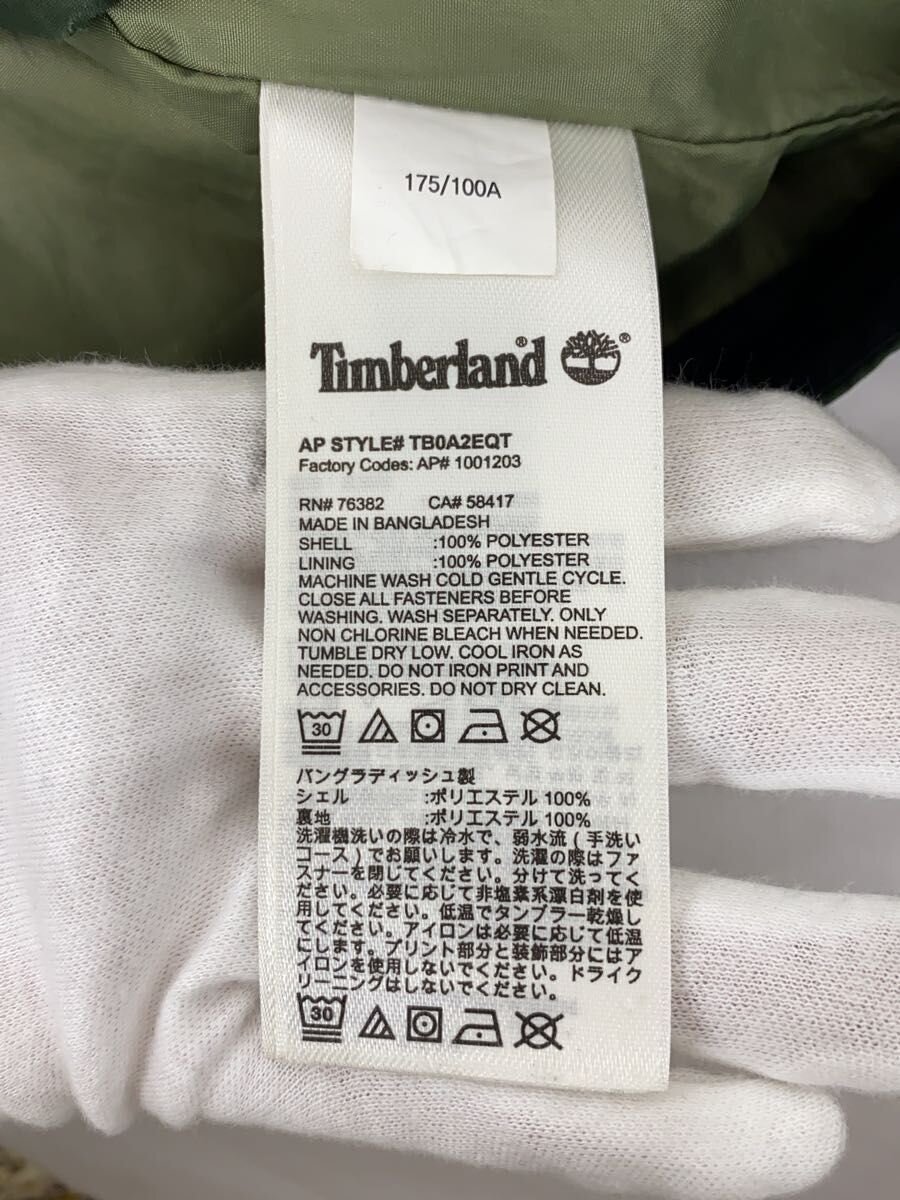 175/100A
Timberland® ®
AP STYLE# TB0A2EQT
Factory Codes: AP# 1001203
RN# 76382 CA# 58417
MADE IN BANGLADESH
SHELL :100% POLYESTER
LINING :100% POLYESTER
MACHINE WASH COLD GENTLE CYCLE.
CLOSE ALL FASTENERS BEFORE
WASHING. WASH SEPARATELY. ONLY
NON CHLORINE BLEACH WHEN NEEDED.
TUMBLE DRY LOW. COOL IRON AS
NEEDED. DO NOT IRON PRINT AND
ACCESSORIES. DO NOT DRY CLEAN.
30
バングラディッシュ製
シェル :ポリエステル 100%
裏地 :ポリエステル 100%
洗濯機洗いの際は冷水で、弱水流(手洗い
コース)でお願いします。洗濯の際はファ
スナーを閉じてください。分けて洗ってく
ださい。必要に応じて非塩素系漂白剤を使
用してください。低温でタンブラー乾燥し
てください。アイロンは必要に応じて低温
にします。プリント部分と装飾部分にはア
イロンを使用しないでください。ドライク
リーニングはしないでください。
30